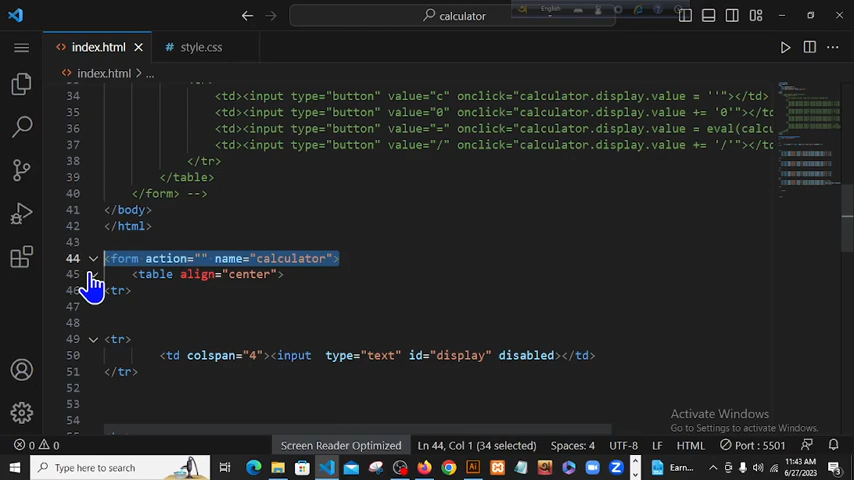 calculator
English
index.html
style.css
index.html > ...
34 <td><input type="button" value="c" onclick="calculator.display.value = ''"></td>
35 <td><input type="button" value="0" onclick="calculator.display.value += '0'"></td>
36 <td><input type="button" value="=" onclick="calculator.display.value = eval(calcu
37 <td><input type="button" value="/" onclick="calculator.display.value += '/'"></td>
38 </tr>
39 </table>
40 </form> -->
41 </body>
42 </html>
43
44 <form action="" name="calculator">
45 <table align="center">
46 <tr>
47
48
49 <tr>
50 <td colspan="4"><input type="text" id="display" disabled></td>
51 </tr>
52
53
54
Activate Windows
Go to Settings to activate Windows.
0 0
Screen Reader Optimized
Ln 44, Col 1 (34 selected)
Spaces: 4
UTF-8
LF
HTML
Port : 5501
Type here to search
Earn...
11:43 AM
6/27/2023